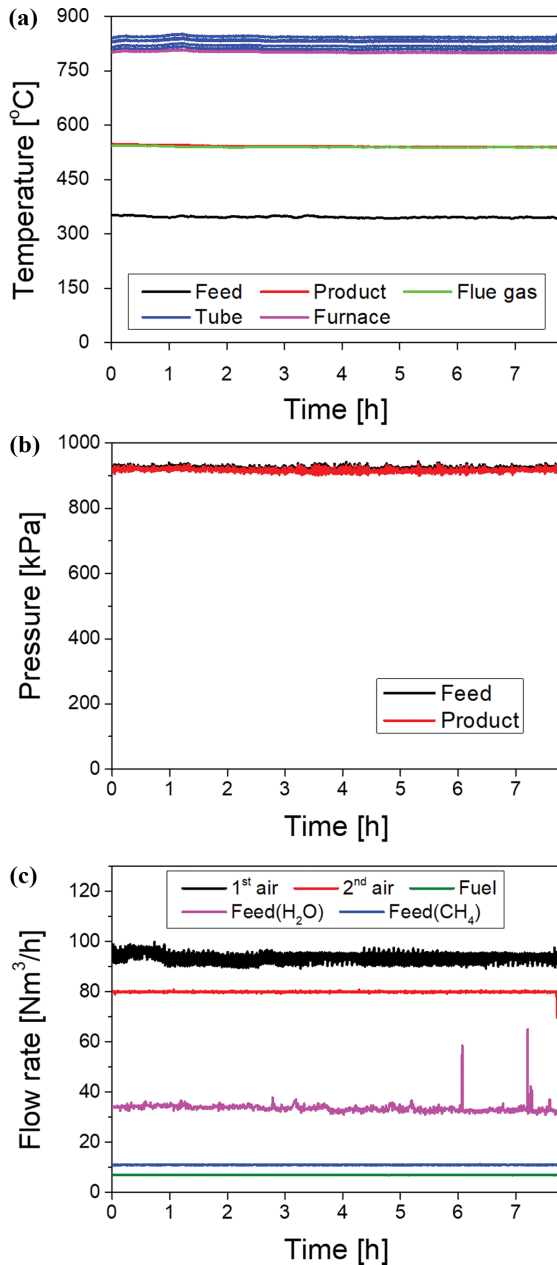 (a)
900
750
600
450
300
150
0
Temperature [°C]
Feed Product Flue gas
Tube Furnace
0 1 2 3 4 5 6 7
Time [h]
(b)
1000
800
600
400
200
0
Pressure [kPa]
Feed
Product
0 1 2 3 4 5 6 7
Time [h]
(c)
130
120
100
80
60
40
20
10
0
Flow rate [Nm³/h]
1st air 2nd air Fuel
Feed(H₂O) Feed(CH₄)
0 1 2 3 4 5 6 7
Time [h]